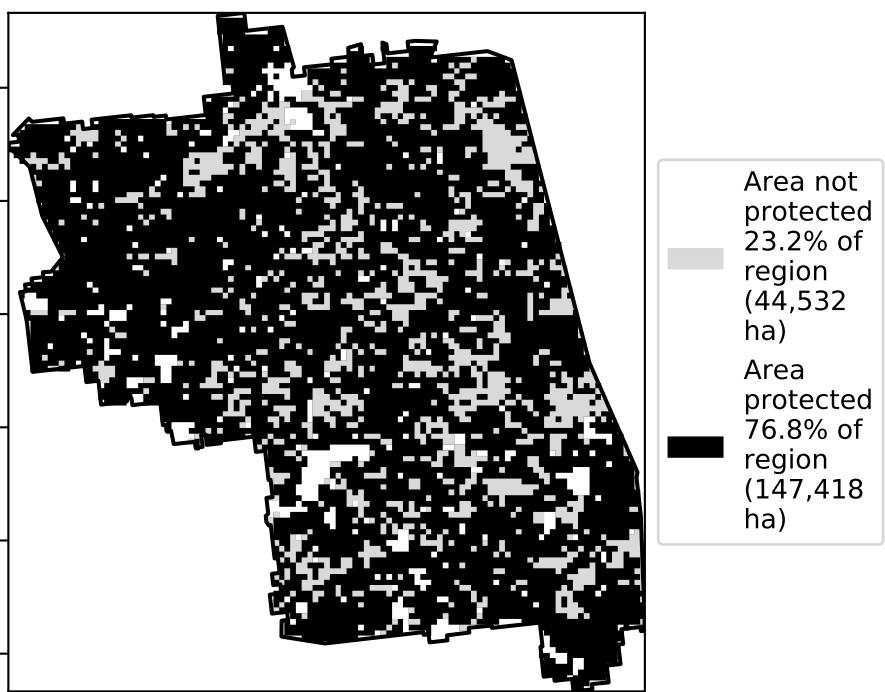 Area not
protected
23.2% of
region
(44,532
ha)
Area
protected
76.8% of
region
(147,418
ha)